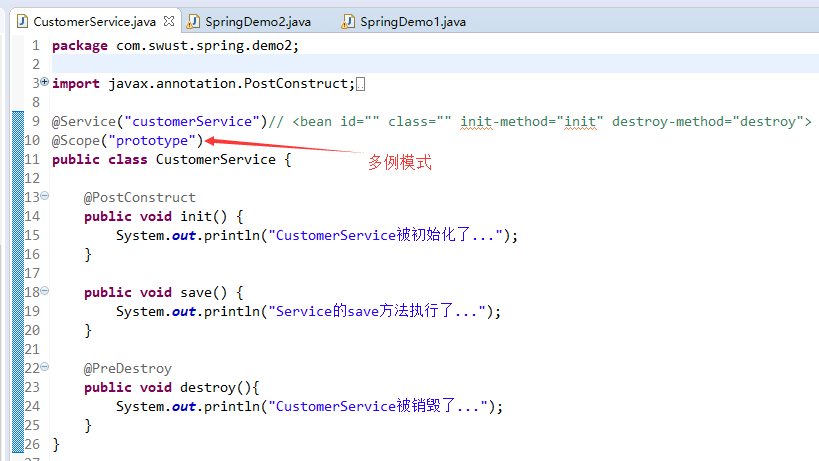 CustomerService.java SpringDemo2.java SpringDemo1.java
1 package com.swust.spring.demo2;
2
3 import javax.annotation.PostConstruct;
8
9 @Service("customerService")// <bean id="" class="" init-method="init" destroy-method="destroy">
10 @Scope("prototype")
11 public class CustomerService {
多例模式
12
13 @PostConstruct
14 public void init() {
15 System.out.println("CustomerService被初始化了...");
16 }
17
18 public void save() {
19 System.out.println("Service的save方法执行了...");
20 }
21
22 @PreDestroy
23 public void destroy(){
24 System.out.println("CustomerService被销毁了...");
25 }
26 }